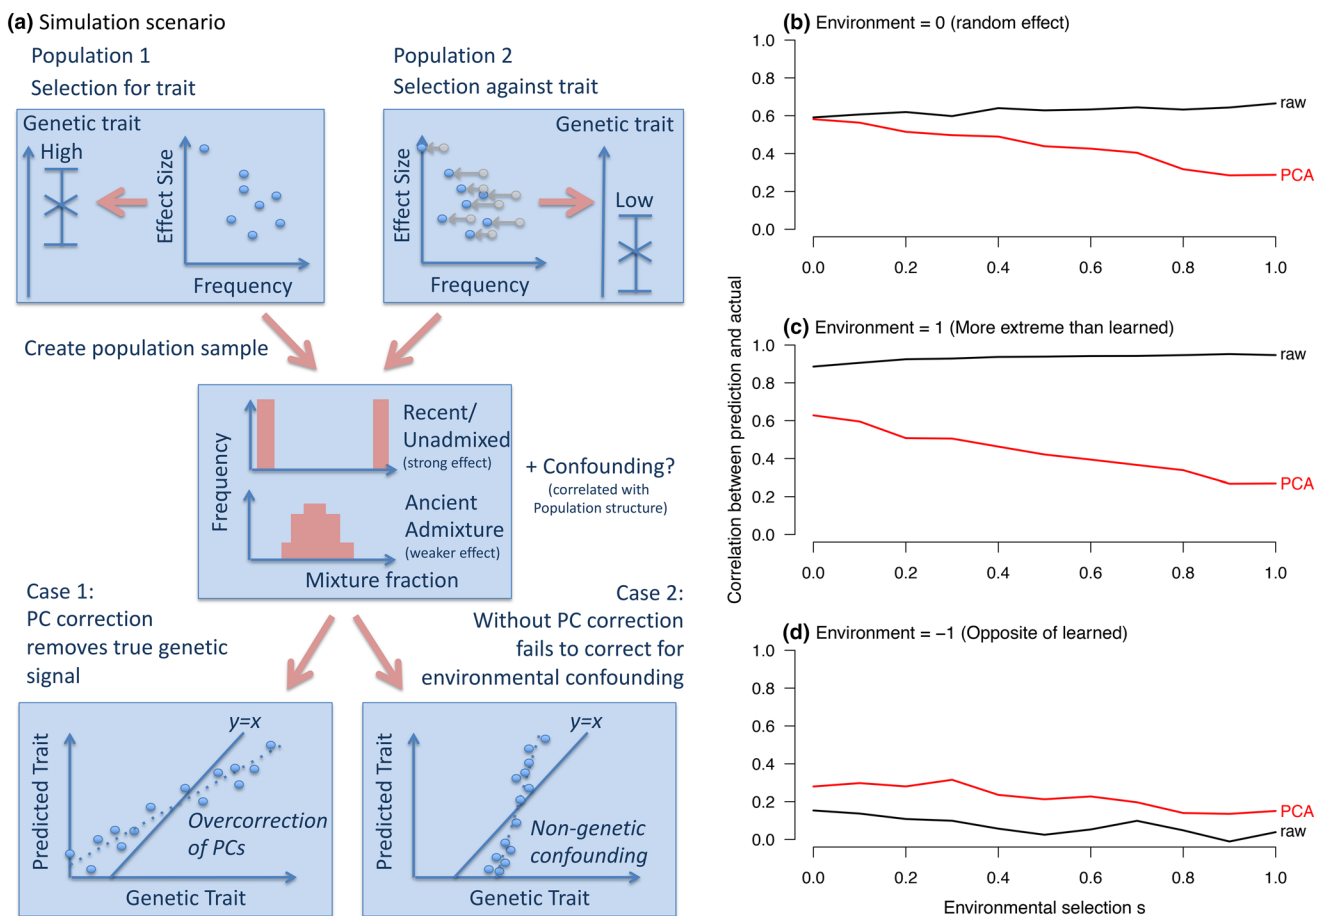 (a) Simulation scenario
Population 1
Selection for trait
Genetic trait
High
Effect Size
Frequency
Population 2
Selection against trait
Genetic trait
Low
Effect Size
Frequency
Create population sample
Frequency
Recent/
Unadmixed
(strong effect)
Ancient
Admixture
(weaker effect)
Mixture fraction
+ Confounding?
(correlated with
Population structure)
Case 1:
PC correction
removes true genetic
signal
Case 2:
Without PC correction
fails to correct for
environmental confounding
Predicted Trait
y=x
Overcorrection
of PCs
Genetic Trait
Predicted Trait
y=x
Non-genetic
confounding
Genetic Trait
Correlation between prediction and actual
(b) Environment = 0 (random effect)
1.0
0.8
0.6
0.4
0.2
0.0
raw
PCA
0.0 0.2 0.4 0.6 0.8 1.0
(c) Environment = 1 (More extreme than learned)
1.0
0.8
0.6
0.4
0.2
0.0
raw
PCA
0.0 0.2 0.4 0.6 0.8 1.0
(d) Environment = −1 (Opposite of learned)
1.0
0.8
0.6
0.4
0.2
0.0
PCA
raw
0.0 0.2 0.4 0.6 0.8 1.0
Environmental selection s